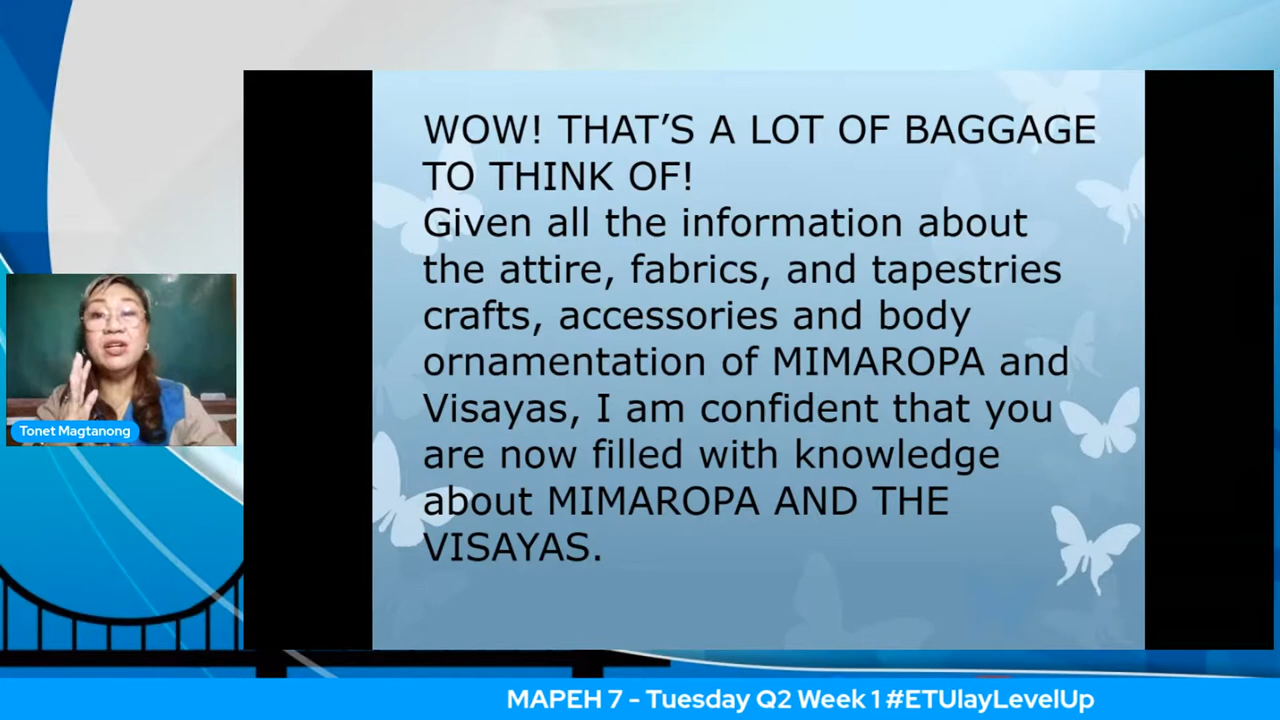 WOW! THAT’S A LOT OF BAGGAGE
TO THINK OF!
Given all the information about
the attire, fabrics, and tapestries
crafts, accessories and body
ornamentation of MIMAROPA and
Visayas, I am confident that you
are now filled with knowledge
about MIMAROPA AND THE
VISAYAS.
Tonet Magtanong
MAPEH 7 - Tuesday Q2 Week 1 #ETUlayLevelUp